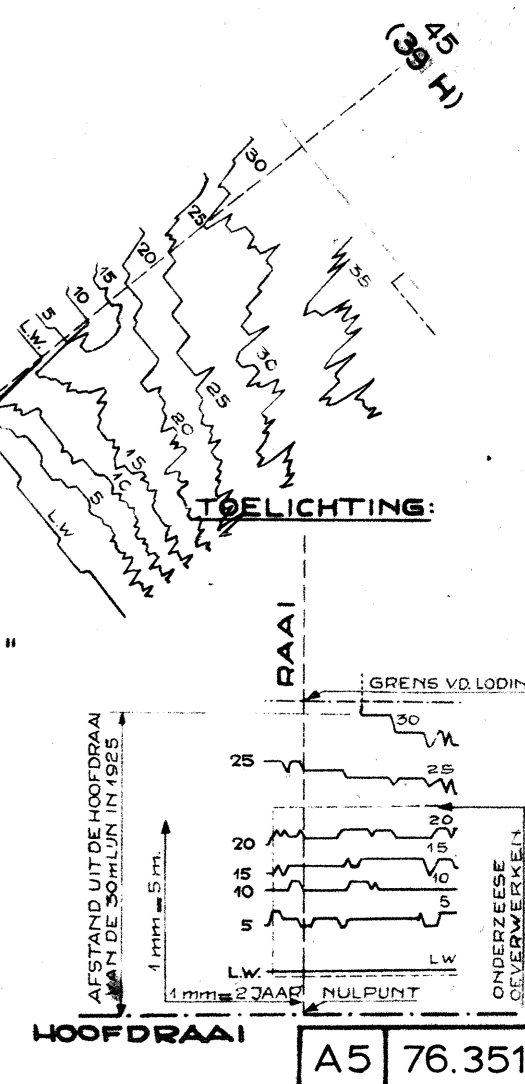 45
(39 H)
30
25
20
15
10
5
L.W.
35
30
25
20
15
10
5
L.W
TOELICHTING:
"
RAAI
GRENS V.D. LODIN
AFSTAND UIT DE HOOFDRAAI
VAN DE 30m LIJN IN 1925
1 mm = 5 m.
30
25
25
20
20
15
15
10
10
5
5
LW
L.W.
ONDERZEESE
OEVERWERKEN
1 mm = 2 JAAR
NULPUNT
HOOFDRAAI
A5
76.351